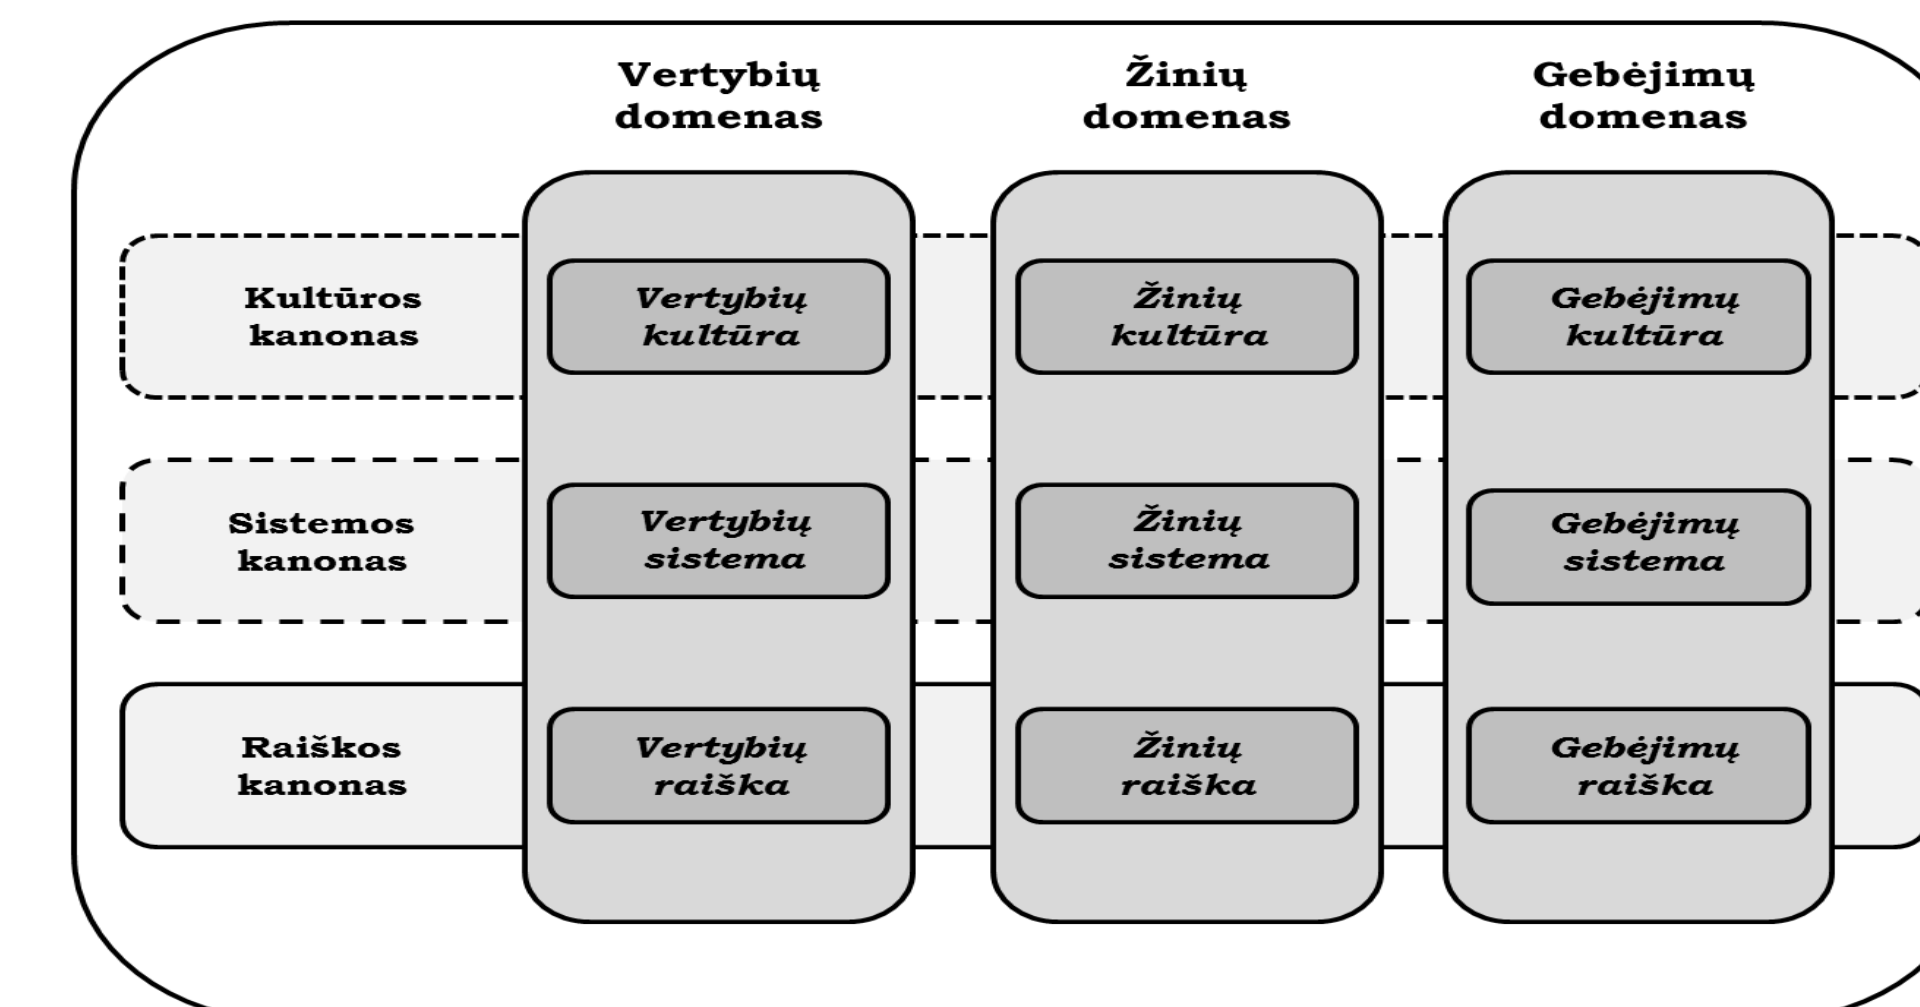 Vertybių
domenas
Žinių
domenas
Gebėjimų
domenas
Kultūros
kanonas
Vertybių
kultūra
Žinių
kultūra
Gebėjimų
kultūra
Sistemos
kanonas
Vertybių
sistema
Žinių
sistema
Gebėjimų
sistema
Raiškos
kanonas
Vertybių
raiška
Žinių
raiška
Gebėjimų
raiška